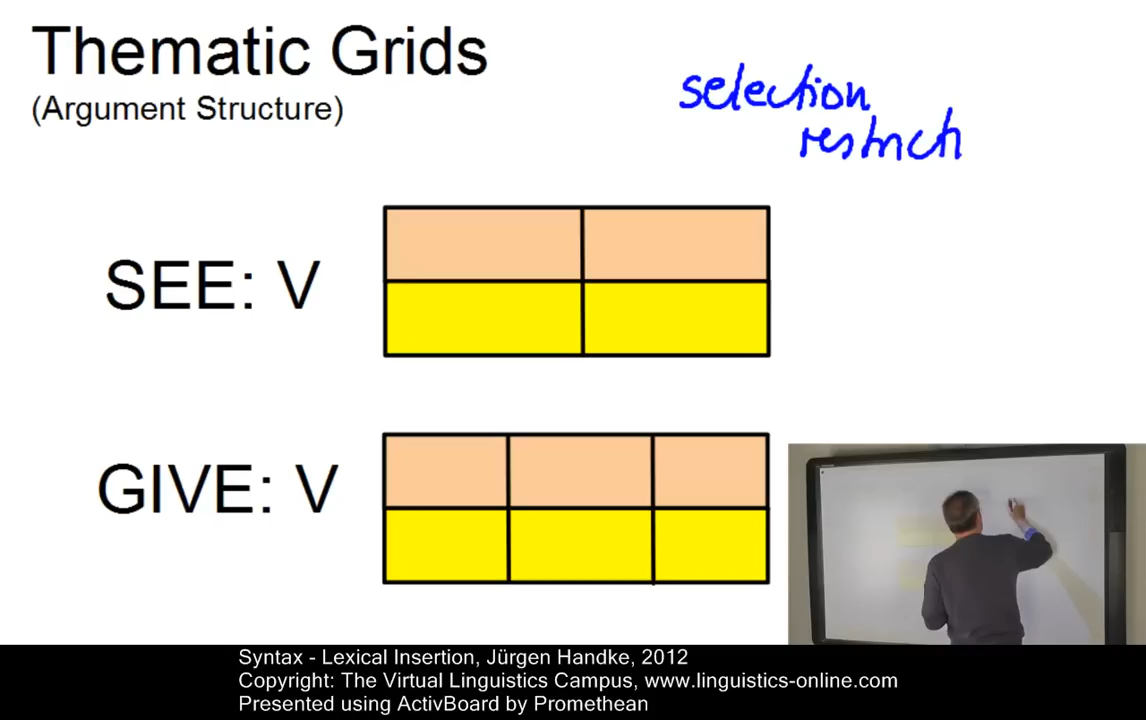 Thematic Grids
(Argument Structure)
selection
restricti
SEE: V
GIVE: V
Syntax - Lexical Insertion, Jürgen Handke, 2012
Copyright: The Virtual Linguistics Campus, www.linguistics-online.com
Presented using ActivBoard by Promethean